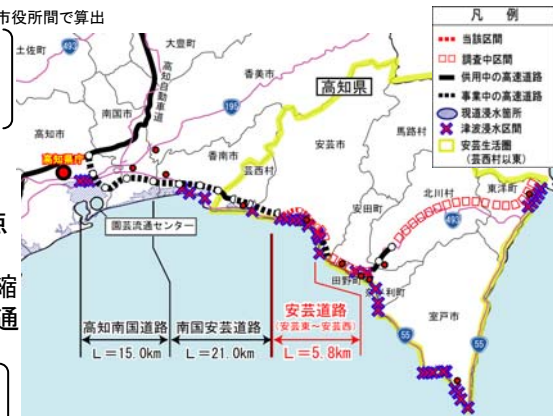 市役所間で算出
凡 例
当該区間
調査中区間
供用中の高速道路
事業中の高速道路
現道浸水箇所
津波浸水区間
安芸生活圏
(芸西村以東)
土佐町
493
大豊町
高知自動車道
香美市
高知県
195
南国市
高知市
高知県庁
香南市
芸西村
安芸市
馬路村
北川村
東洋町
安田町
493
園芸流通センター
田野町
室戸市
55
55
点
縮
通
高知南国道路
L=15.0km
南国安芸道路
L=21.0km
安芸道路
(安芸東~安芸西)
L=5.8km